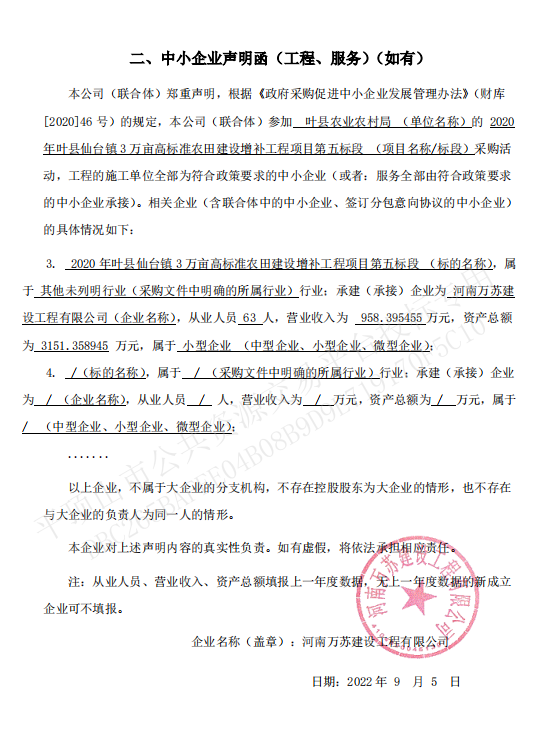 二、中小企业声明函（工程、服务）（如有）
本公司（联合体）郑重声明，根据《政府采购促进中小企业发展管理办法》（财库
[2020]46 号）的规定，本公司（联合体）参加 叶县农业农村局 （单位名称）的 2020
年叶县仙台镇 3 万亩高标准农田建设增补工程项目第五标段 （项目名称/标段）采购活
动，工程的施工单位全部为符合政策要求的中小企业（或者：服务全部由符合政策要求
的中小企业承接）。相关企业（含联合体中的中小企业、签订分包意向协议的中小企业）
的具体情况如下：
3. 2020 年叶县仙台镇 3 万亩高标准农田建设增补工程项目第五标段 （标的名称），属
于 其他未列明行业（采购文件中明确的所属行业）行业；承建（承接）企业为 河南万苏建
设工程有限公司（企业名称），从业人员 63 人，营业收入为 958.395455 万元，资产总额
为 3151.358945 万元，属于 小型企业 （中型企业、小型企业、微型企业）；
4. /（标的名称），属于 / （采购文件中明确的所属行业）行业；承建（承接）企业
为 / （企业名称），从业人员 / 人，营业收入为 / 万元，资产总额为 / 万元，属于
/ （中型企业、小型企业、微型企业）；
.......
以上企业，不属于大企业的分支机构，不存在控股股东为大企业的情形，也不存在
与大企业的负责人为同一人的情形。
本企业对上述声明内容的真实性负责。如有虚假，将依法承担相应责任。
注：从业人员、营业收入、资产总额填报上一年度数据，无上一年度数据的新成立
企业可不填报。
河南万苏建设工程有限公司
企业名称（盖章）：河南万苏建设工程有限公司
日期：2022 年 9 月 5 日